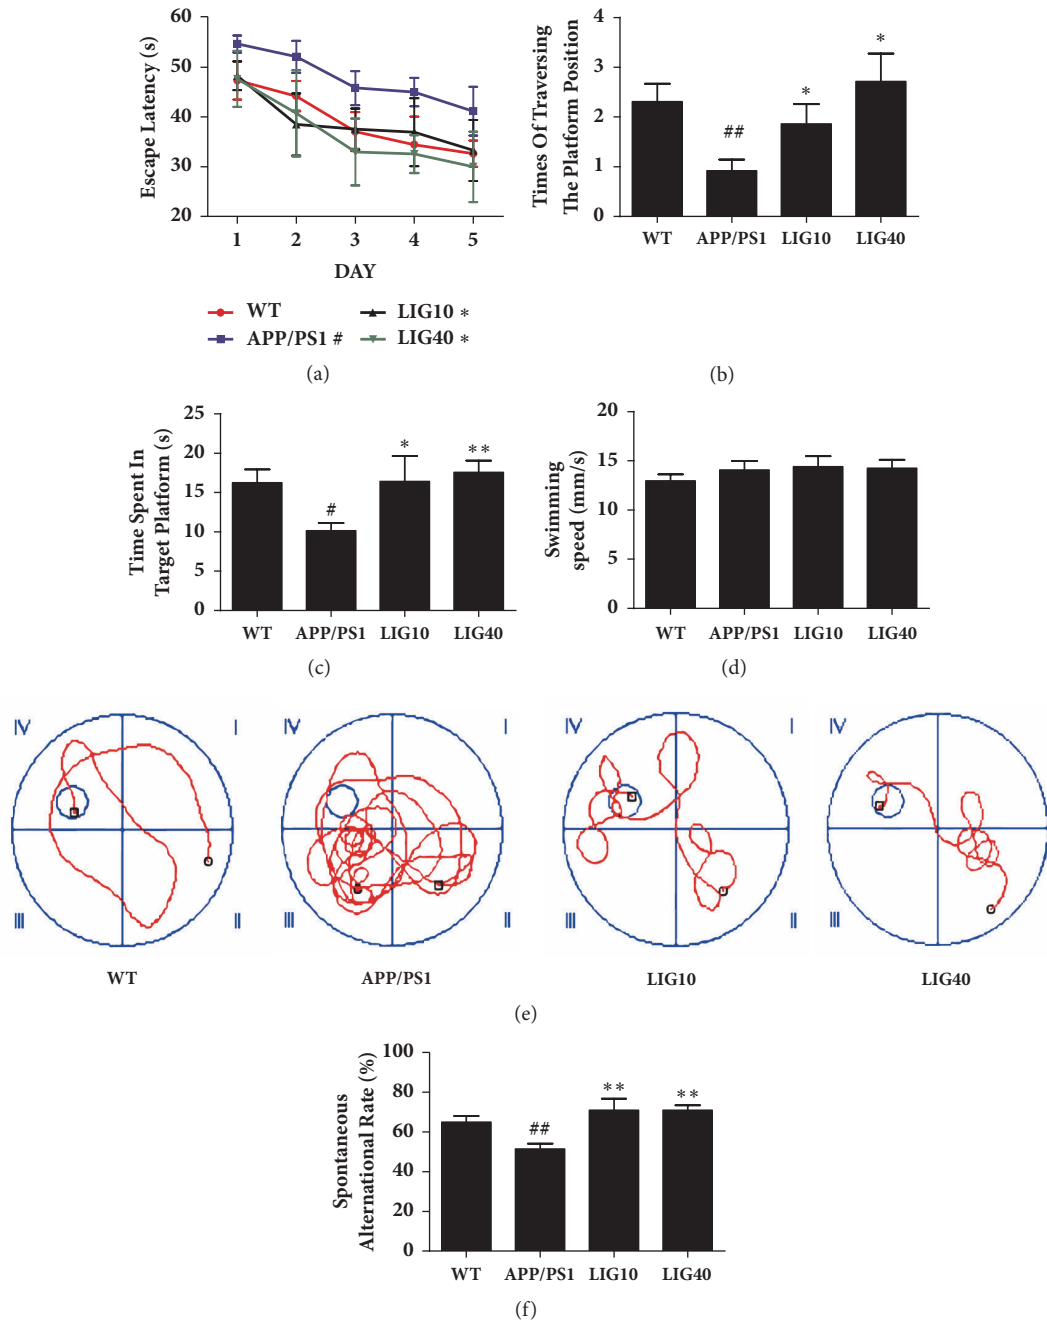 60
50
40
30
20
Escape Latency (s)
1 2 3 4 5
DAY
WT
APP/PS1 #
LIG10 *
LIG40 *
(a)
4
3
2
1
0
Times Of Traversing
The Platform Position
##
*
*
WT APP/PS1 LIG10 LIG40
(b)
25
20
15
10
5
0
Time Spent In
Target Platform (s)
#
*
**
WT APP/PS1 LIG10 LIG40
(c)
20
15
10
5
0
Swimming
speed (mm/s)
WT APP/PS1 LIG10 LIG40
(d)
IV I
III II
WT
IV I
III II
APP/PS1
IV I
III II
LIG10
IV I
III II
LIG40
(e)
100
80
60
40
20
0
Spontaneous
Alternational Rate (%)
##
**
**
WT APP/PS1 LIG10 LIG40
(f)